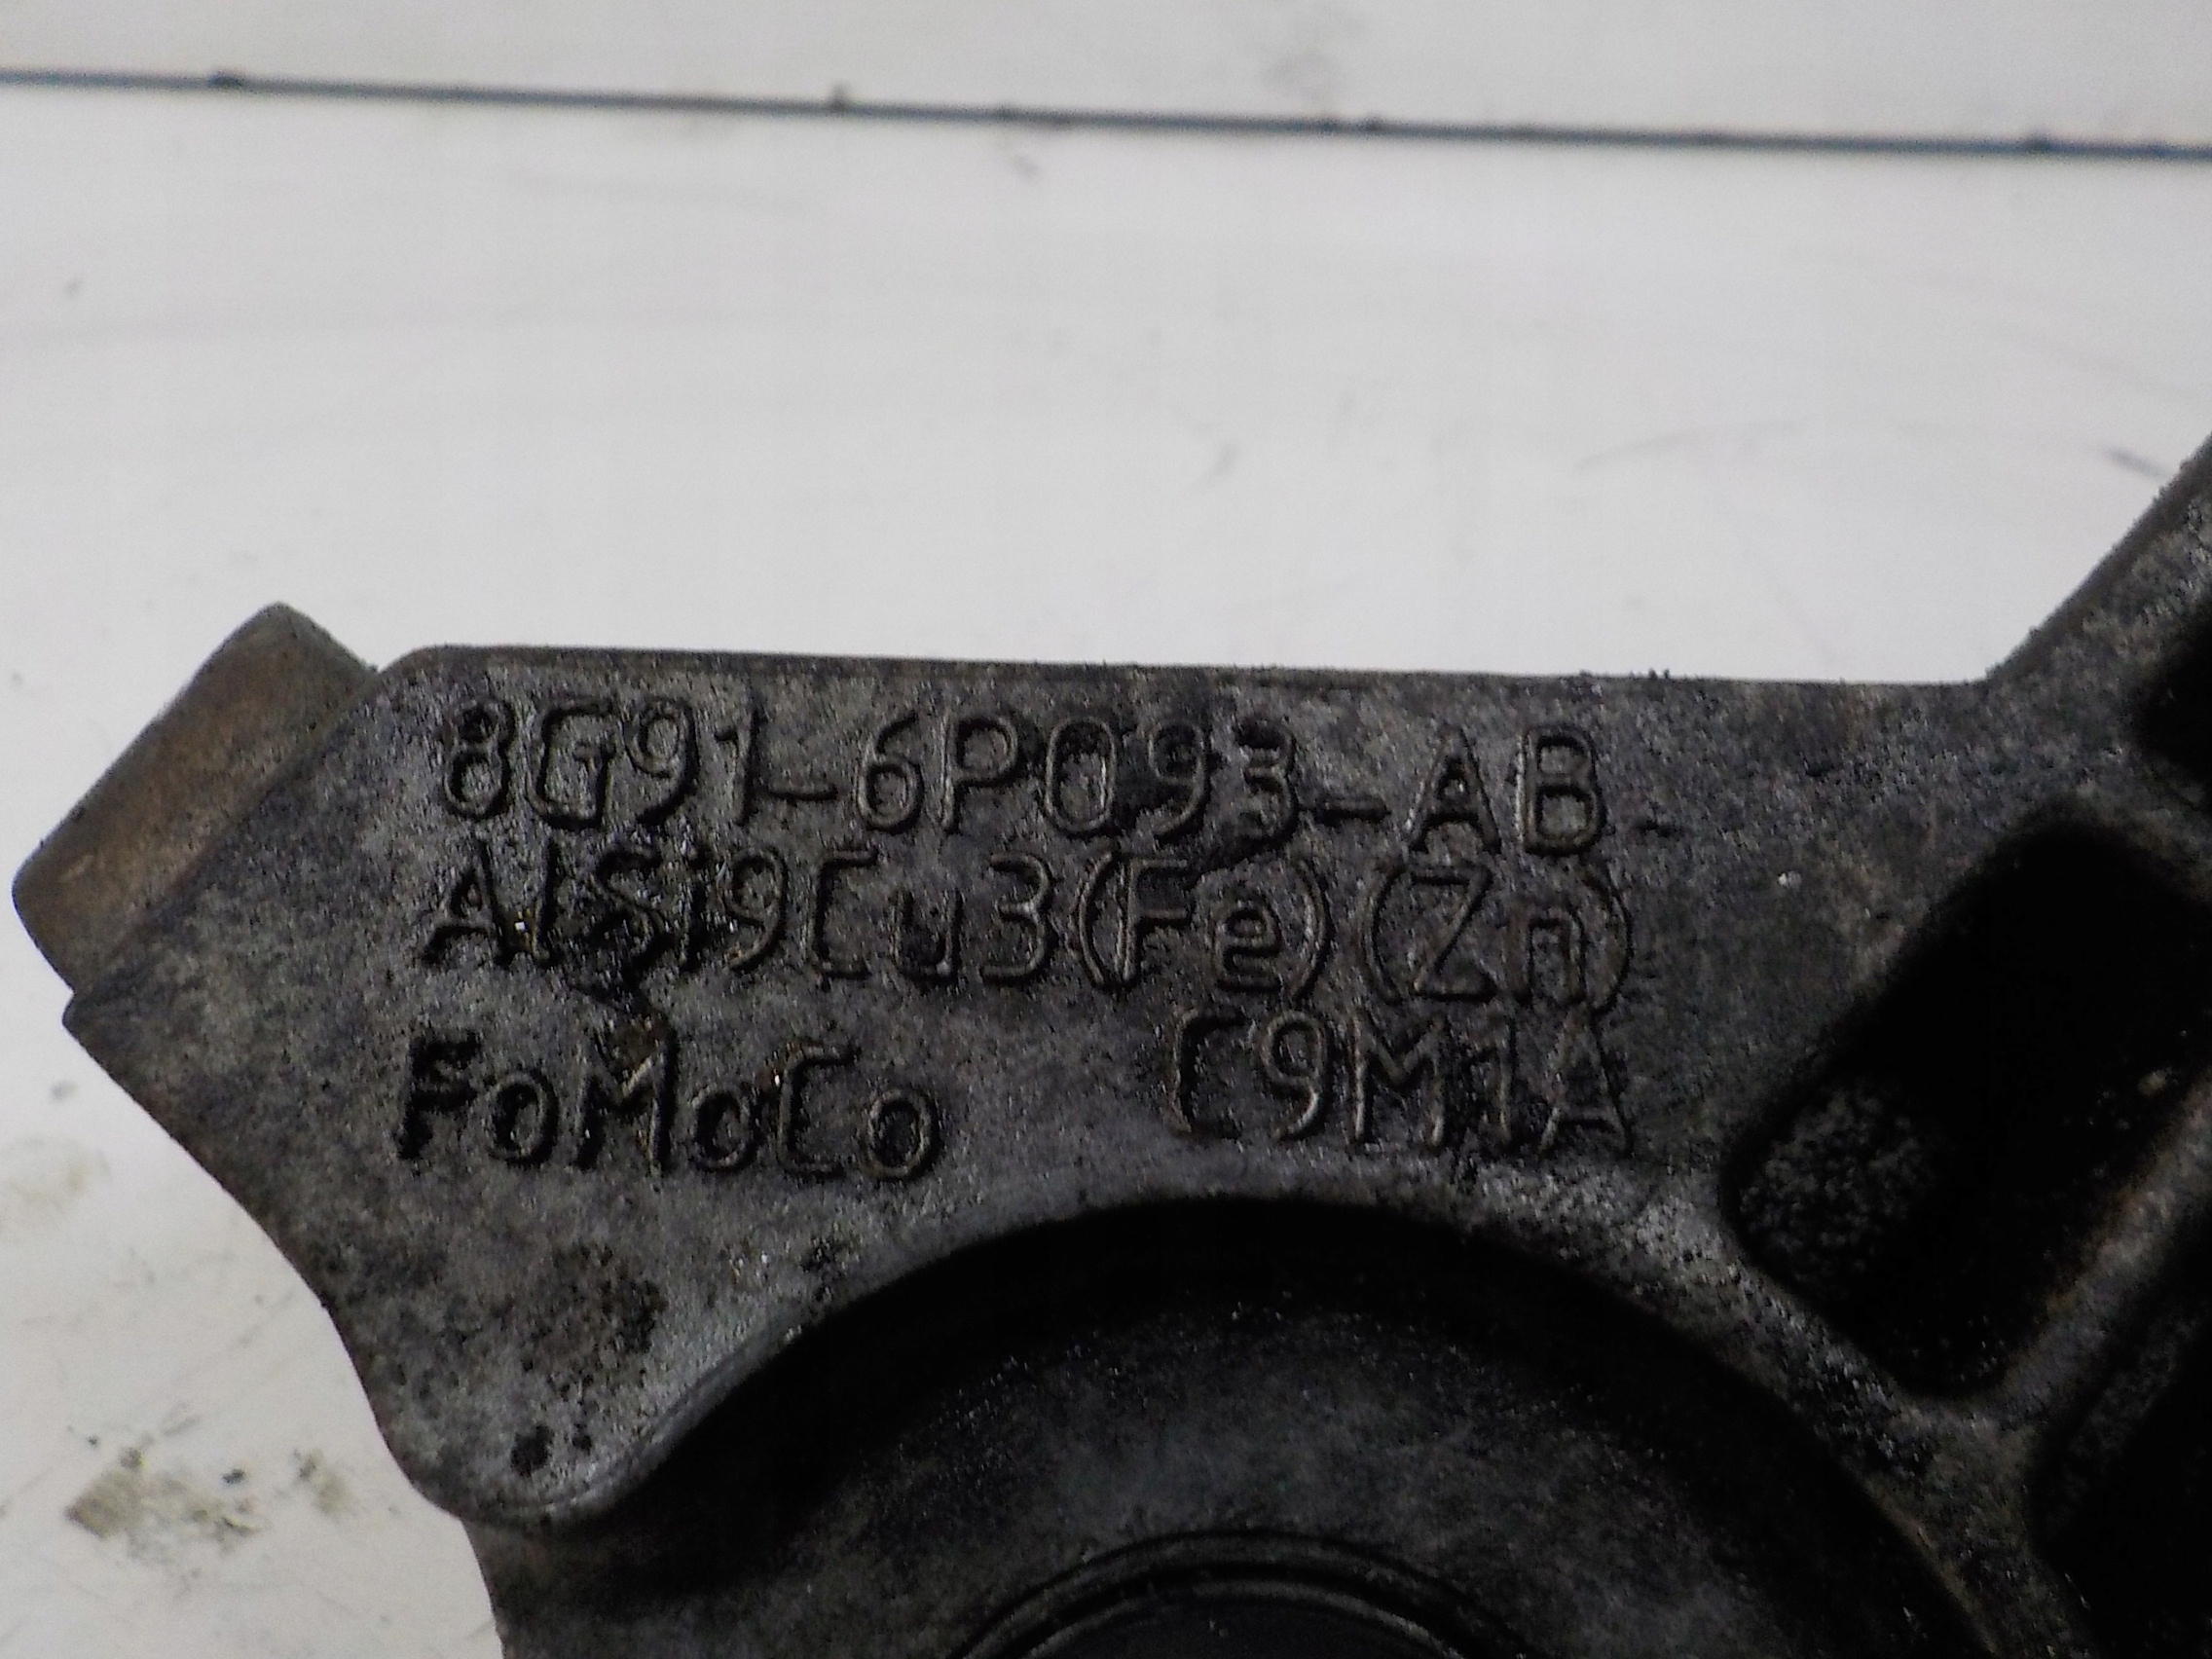 8G91-6P093-AB
AlSi9Cu3(Fe)(Zn)
FoMoCo C9M1A